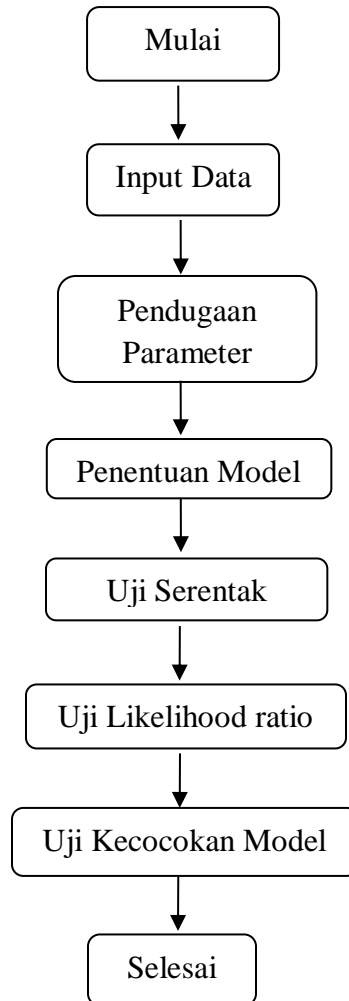 Mulai
Input Data
Pendugaan
Parameter
Penentuan Model
Uji Serentak
Uji Likelihood ratio
Uji Kecocokan Model
Selesai